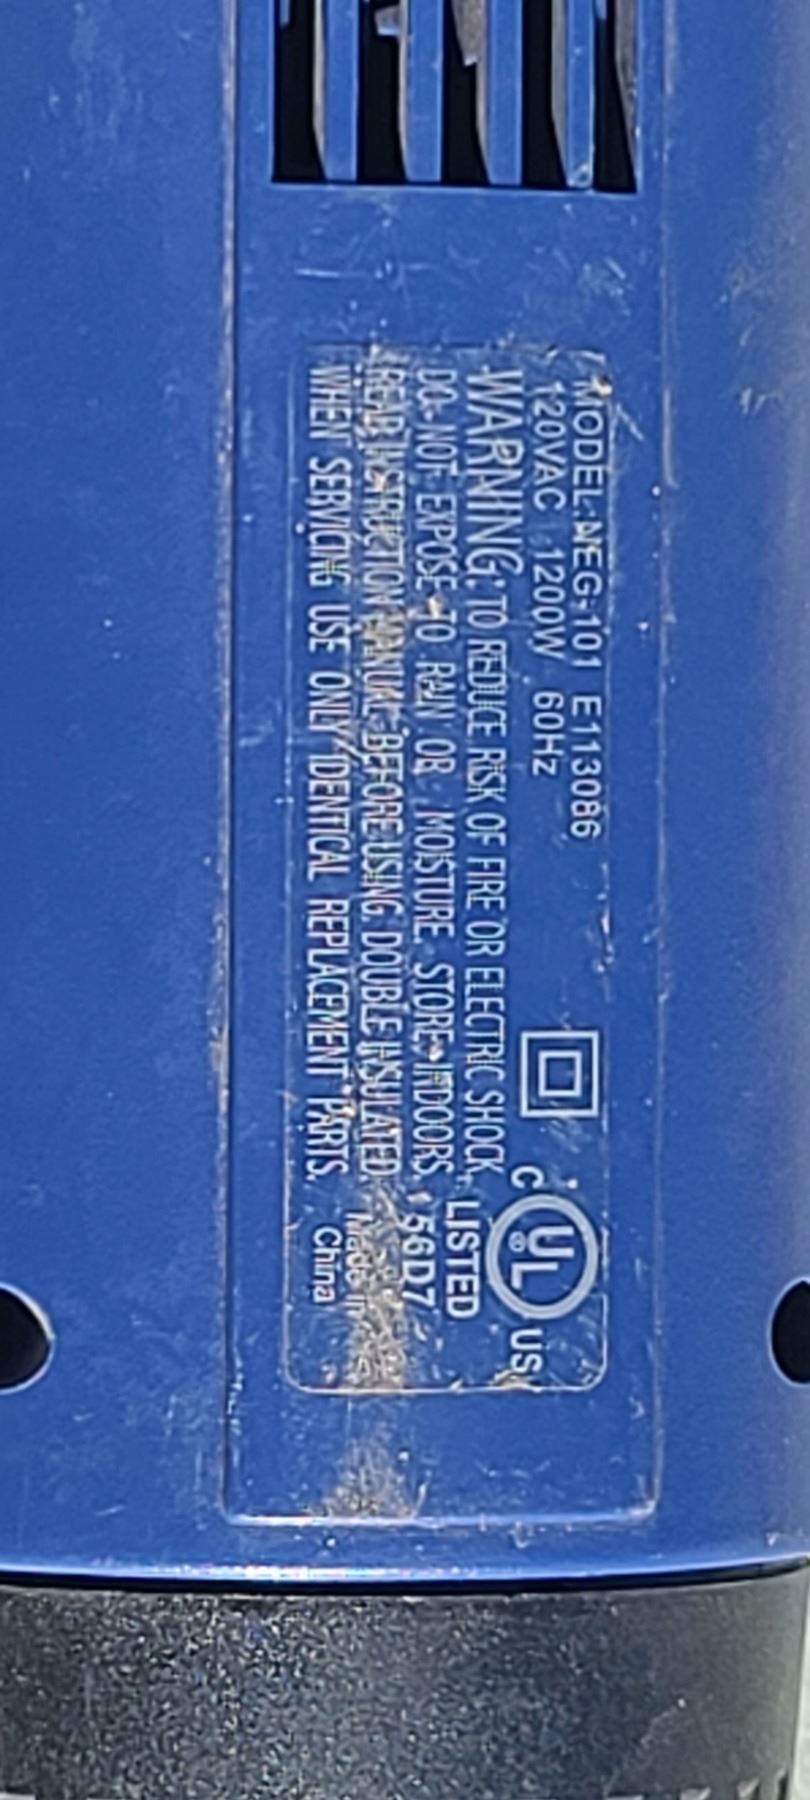 MODEL:NEG-101 E113086
120VAC 1200W 60Hz
WARNING: TO REDUCE RISK OF FIRE OR ELECTRIC SHOCK,
DO NOT EXPOSE TO RAIN OR MOISTURE. STORE INDOORS.
READ INSTRUCTION MANUAL BEFORE USING. DOUBLE INSULATED.
WHEN SERVICING USE ONLY IDENTICAL REPLACEMENT PARTS.
C UL ® US
LISTED
56D7
Made in
China